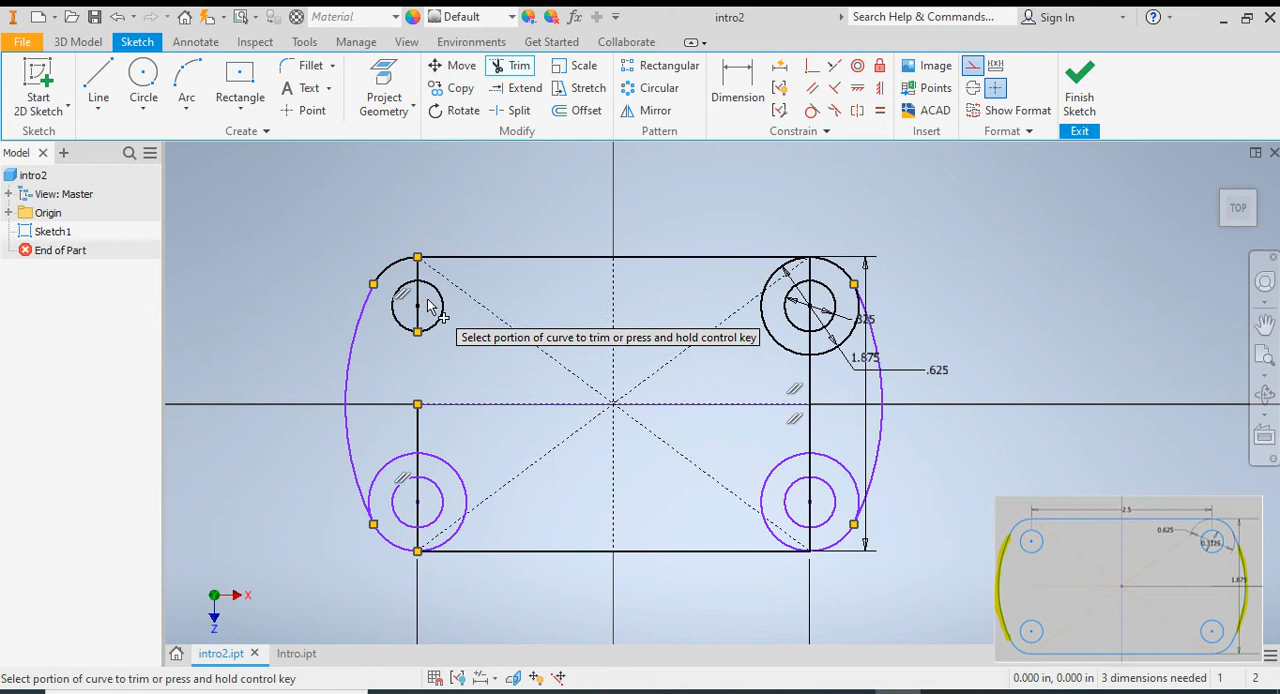 Material
Default
intro2
Search Help & Commands...
Sign In
File
3D Model
Sketch
Annotate
Inspect
Tools
Manage
View
Environments
Get Started
Collaborate
Start
2D Sketch
Line
Circle
Arc
Rectangle
Fillet
Text
Point
Project
Geometry
Move
Copy
Rotate
Trim
Extend
Split
Scale
Stretch
Offset
Rectangular
Circular
Mirror
Dimension
Image
Points
ACAD
Show Format
Finish
Sketch
Sketch
Create
Modify
Pattern
Constrain
Insert
Format
Exit
Model
intro2
View: Master
Origin
Sketch1
End of Part
TOP
1.875
.625
Select portion of curve to trim or press and hold control key
X
Z
2.5
0.625
0.3125
1.875
intro2.ipt
Intro.ipt
Select portion of curve to trim or press and hold control key
0.000 in, 0.000 in
3 dimensions needed
1
2